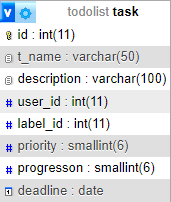 v todolist task
id : int(11)
t_name : varchar(50)
description : varchar(100)
# user_id : int(11)
# label_id : int(11)
# priority : smallint(6)
# progresson : smallint(6)
deadline : date